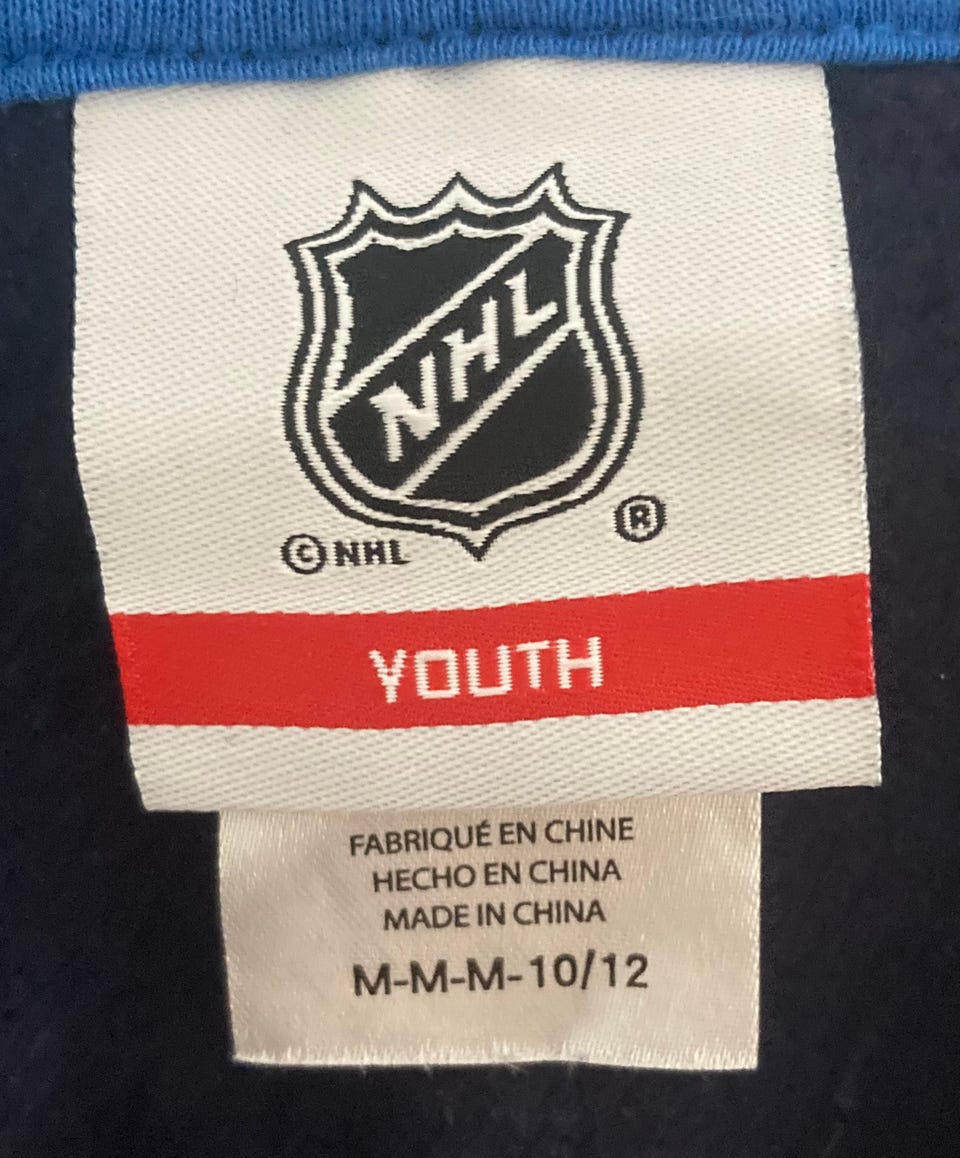 NHL
© NHL ®
YOUTH
FABRIQUÉ EN CHINE
HECHO EN CHINA
MADE IN CHINA
M-M-M-10/12